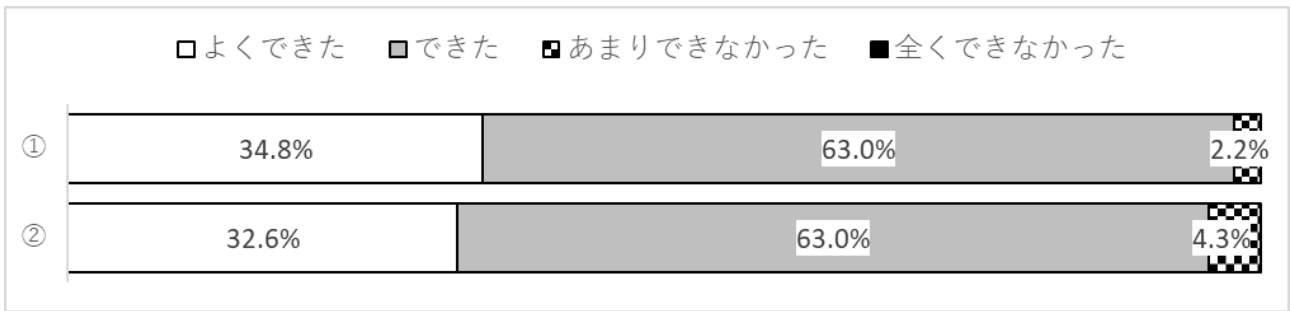 よくできた できた あまりできなかった 全くできなかった
① 34.8% 63.0% 2.2%
② 32.6% 63.0% 4.3%